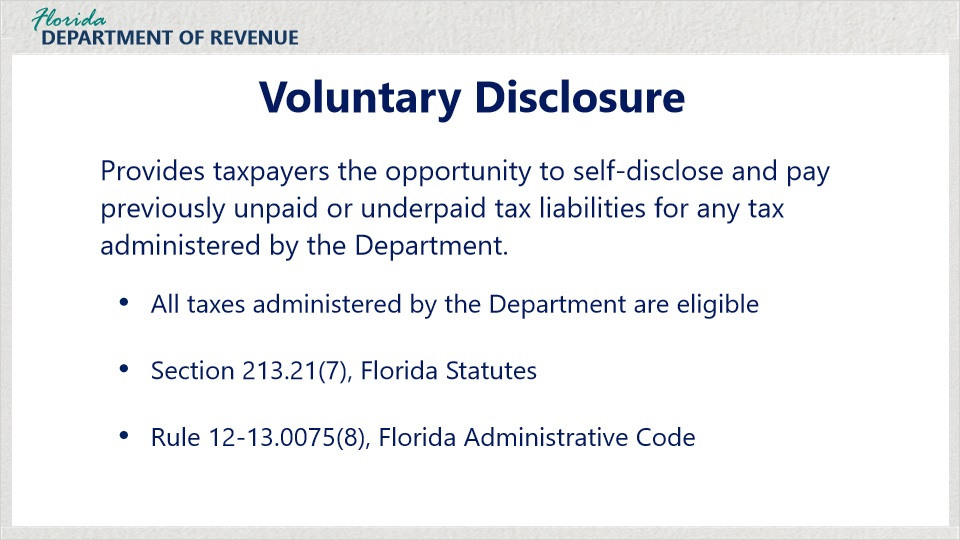 Florida
DEPARTMENT OF REVENUE
Voluntary Disclosure
Provides taxpayers the opportunity to self-disclose and pay
previously unpaid or underpaid tax liabilities for any tax
administered by the Department.
• All taxes administered by the Department are eligible
• Section 213.21(7), Florida Statutes
• Rule 12-13.0075(8), Florida Administrative Code